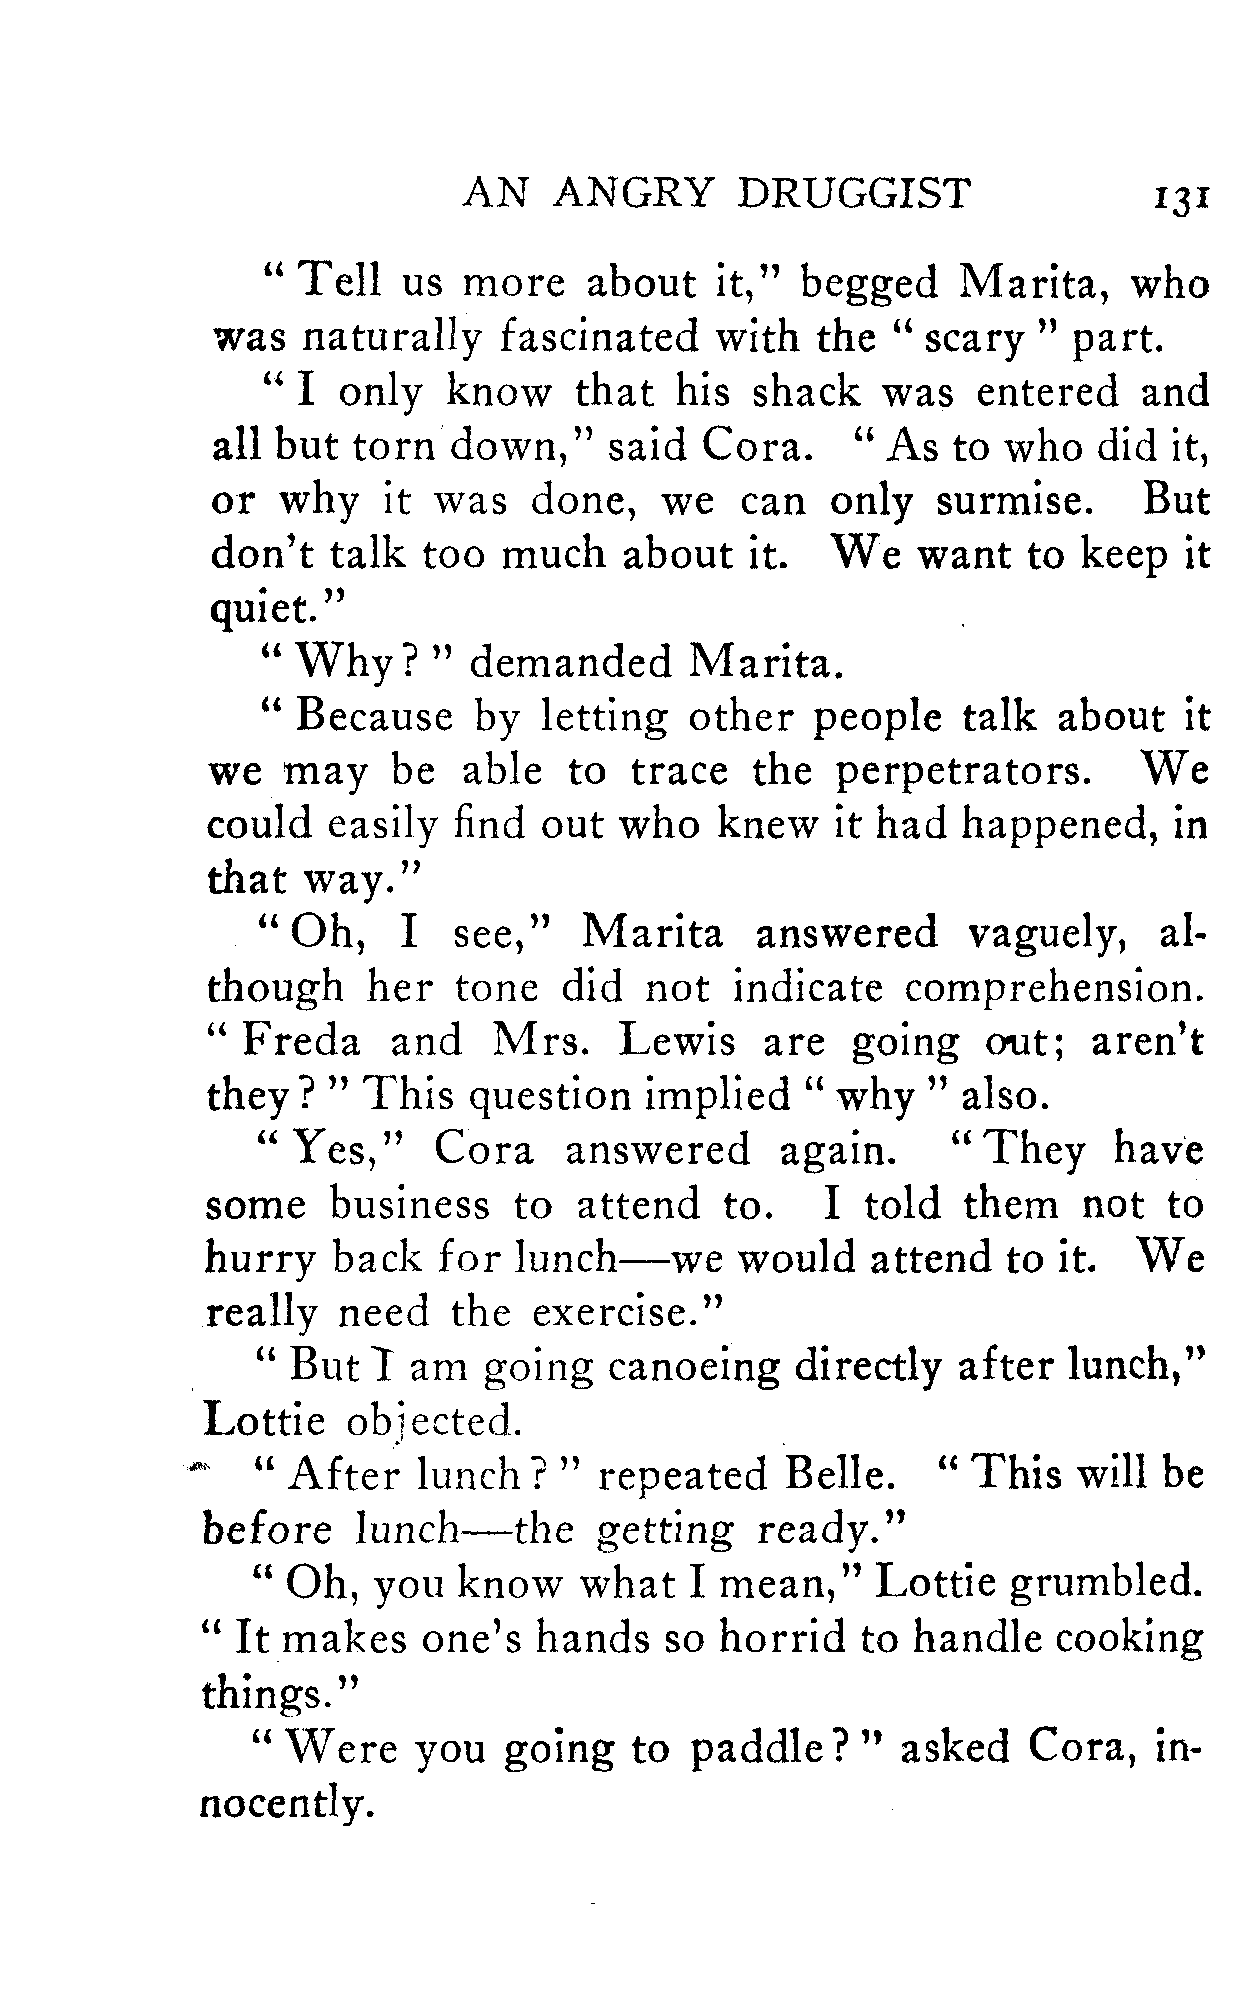 AN ANGRY DRUGGIST 131
" Tell us more about it," begged Marita, who
was naturally fascinated with the " scary " part.
" I only know that his shack was entered and
all but torn down," said Cora. " As to who did it,
or why it was done, we can only surmise. But
don't talk too much about it. We want to keep it
quiet."
" Why? " demanded Marita.
" Because by letting other people talk about it
we may be able to trace the perpetrators. We
could easily find out who knew it had happened, in
that way."
" Oh, I see," Marita answered vaguely, al-
though her tone did not indicate comprehension.
" Freda and Mrs. Lewis are going out; aren't
they? " This question implied " why " also.
" Yes," Cora answered again. " They have
some business to attend to. I told them not to
hurry back for lunch—we would attend to it. We
really need the exercise."
" But I am going canoeing directly after lunch,"
Lottie objected.
" After lunch? " repeated Belle. " This will be
before lunch—the getting ready."
" Oh, you know what I mean," Lottie grumbled.
" It makes one's hands so horrid to handle cooking
things."
" Were you going to paddle? " asked Cora, in-
nocently.